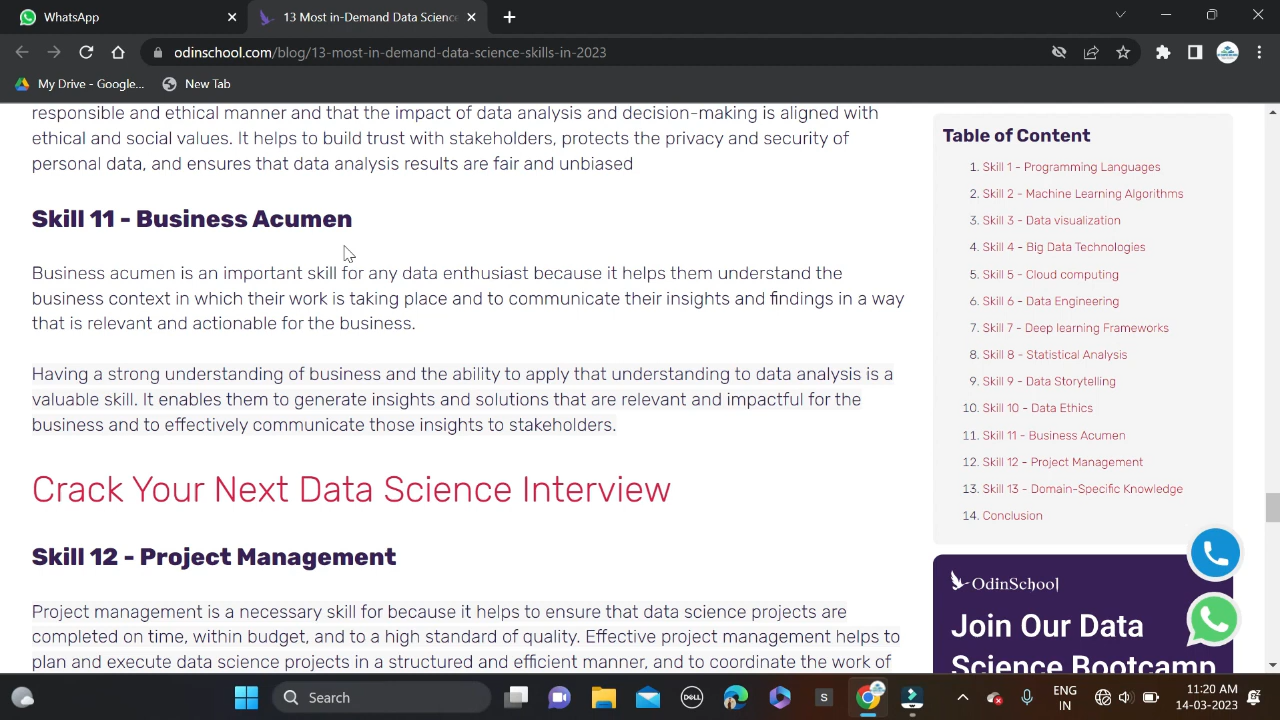 WhatsApp
13 Most in-Demand Data Science
odinschool.com/blog/13-most-in-demand-data-science-skills-in-2023
My Drive - Google...
New Tab
responsible and ethical manner and that the impact of data analysis and decision-making is aligned with
ethical and social values. It helps to build trust with stakeholders, protects the privacy and security of
personal data, and ensures that data analysis results are fair and unbiased
Skill 11 - Business Acumen
Business acumen is an important skill for any data enthusiast because it helps them understand the
business context in which their work is taking place and to communicate their insights and findings in a way
that is relevant and actionable for the business.
Having a strong understanding of business and the ability to apply that understanding to data analysis is a
valuable skill. It enables them to generate insights and solutions that are relevant and impactful for the
business and to effectively communicate those insights to stakeholders.
Crack Your Next Data Science Interview
Skill 12 - Project Management
Project management is a necessary skill for because it helps to ensure that data science projects are
completed on time, within budget, and to a high standard of quality. Effective project management helps to
plan and execute data science projects in a structured and efficient manner, and to coordinate the work of
Table of Content
1. Skill 1 - Programming Languages
2. Skill 2 - Machine Learning Algorithms
3. Skill 3 - Data visualization
4. Skill 4 - Big Data Technologies
5. Skill 5 - Cloud computing
6. Skill 6 - Data Engineering
7. Skill 7 - Deep learning Frameworks
8. Skill 8 - Statistical Analysis
9. Skill 9 - Data Storytelling
10. Skill 10 - Data Ethics
11. Skill 11 - Business Acumen
12. Skill 12 - Project Management
13. Skill 13 - Domain-Specific Knowledge
14. Conclusion
OdinSchool
Join Our Data
Science Bootcamp
Search
DELL
S
ENG
IN
11:20 AM
14-03-2023